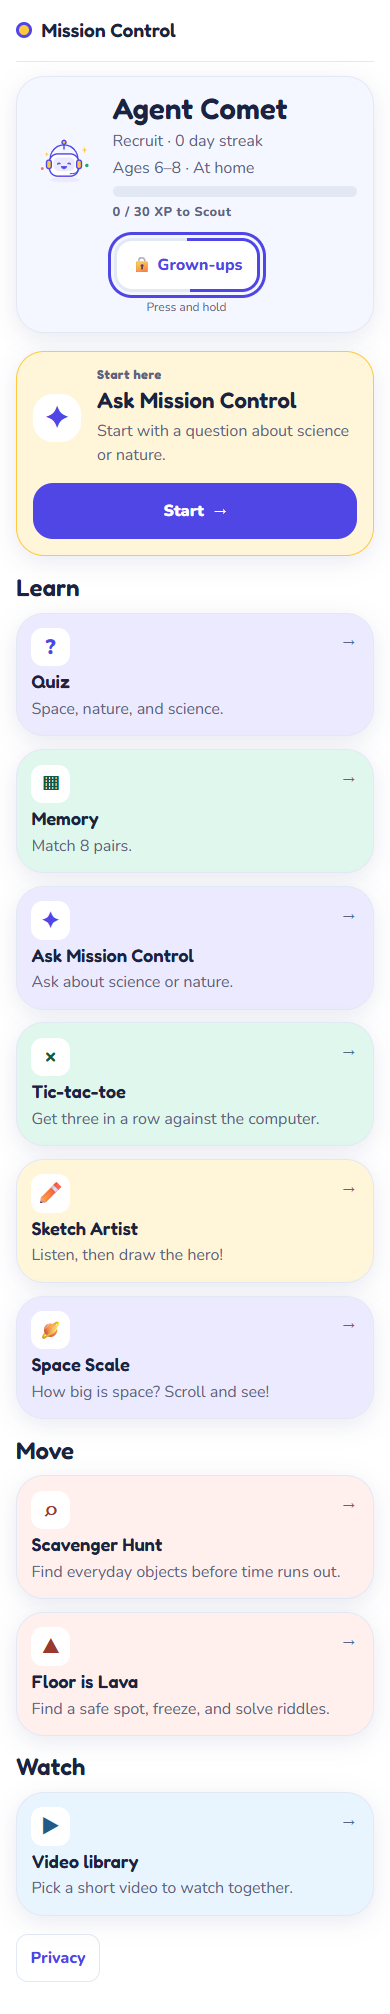 Mission Control
Agent Comet
Recruit · 0 day streak
Ages 6–8 · At home
0 / 30 XP to Scout
🔒 Grown-ups
Press and hold
Start here
Ask Mission Control
Start with a question about science
or nature.
Start →
Learn
?
→
Quiz
Space, nature, and science.
→
Memory
Match 8 pairs.
→
Ask Mission Control
Ask about science or nature.
×
→
Tic-tac-toe
Get three in a row against the computer.
→
Sketch Artist
Listen, then draw the hero!
→
Space Scale
How big is space? Scroll and see!
Move
→
Scavenger Hunt
Find everyday objects before time runs out.
→
Floor is Lava
Find a safe spot, freeze, and solve riddles.
Watch
→
Video library
Pick a short video to watch together.
Privacy